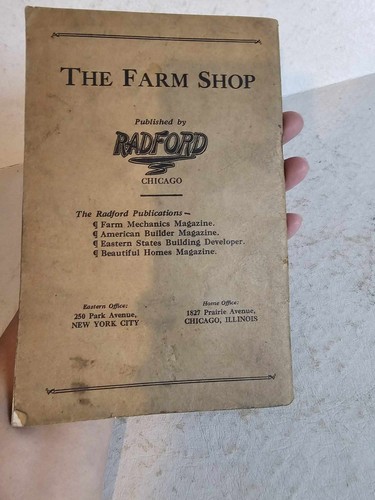 THE FARM SHOP
Published by
RADFORD
CHICAGO
The Radford Publications—
¶ Farm Mechanics Magazine.
¶ American Builder Magazine.
¶ Eastern States Building Developer.
¶ Beautiful Homes Magazine.
Eastern Office:
250 Park Avenue,
NEW YORK CITY
Home Office:
1827 Prairie Avenue,
CHICAGO, ILLINOIS